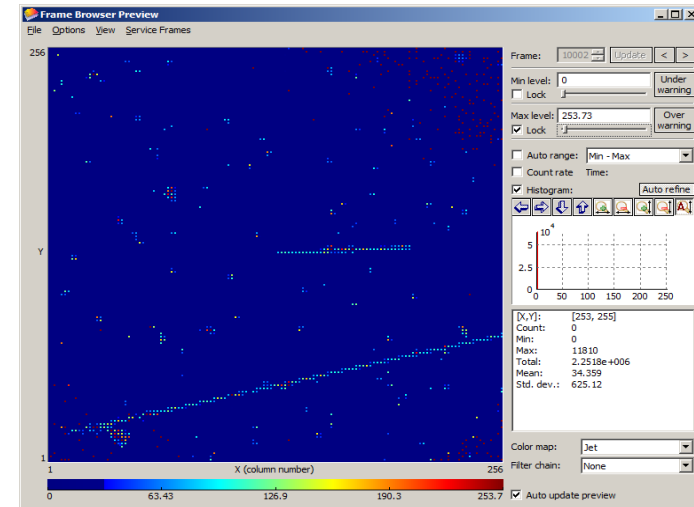 Frame Browser Preview
File Options View Service Frames
256
Y
1
1 X (column number) 256
0 63.43 126.9 190.3 253.7
Frame: 10002 Update < >
Min level: 0 Under warning
Lock
Max level: 253.73 Over warning
Lock
Auto range: Min - Max
Count rate Time:
Histogram: Auto refine
10^4
5
2.5
0
0 50 100 150 200 250
[X,Y]: [253, 255]
Count: 0
Min: 0
Max: 11810
Total: 2.2518e+006
Mean: 34.359
Std. dev.: 625.12
Color map: Jet
Filter chain: None
Auto update preview